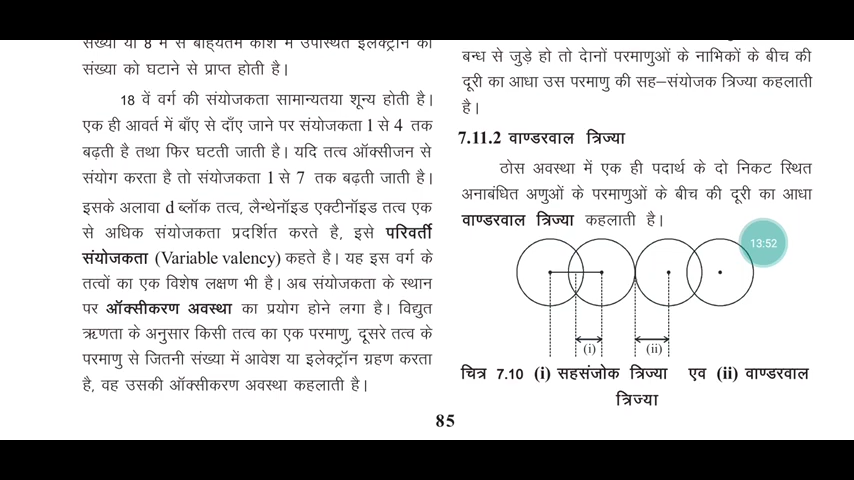 संख्या या 8 में से बाह्यतम कोश में उपस्थित इलेक्ट्रॉन की
संख्या को घटाने से प्राप्त होती है।
18 वें वर्ग की संयोजकता सामान्यतया शून्य होती है।
एक ही आवर्त में बाँए से दाँए जाने पर संयोजकता 1 से 4 तक
बढ़ती है तथा फिर घटती जाती है। यदि तत्व ऑक्सीजन से
संयोग करता है तो संयोजकता 1 से 7 तक बढ़ती जाती है।
इसके अलावा d ब्लॉक तत्व, लैन्थेनॉइड एक्टीनॉइड तत्व एक
से अधिक संयोजकता प्रदर्शित करते है, इसे परिवर्ती
संयोजकता (Variable valency) कहते है। यह इस वर्ग के
तत्वों का एक विशेष लक्षण भी है। अब संयोजकता के स्थान
पर ऑक्सीकरण अवस्था का प्रयोग होने लगा है। विद्युत
ऋणता के अनुसार किसी तत्व का एक परमाणु, दूसरे तत्व के
परमाणु से जितनी संख्या में आवेश या इलेक्ट्रॉन ग्रहण करता
है, वह उसकी ऑक्सीकरण अवस्था कहलाती है।
बन्ध से जुड़े हो तो दोनों परमाणुओं के नाभिकों के बीच की
दूरी का आधा उस परमाणु की सह–संयोजक त्रिज्या कहलाती
है।
7.11.2 वाण्डरवाल त्रिज्या
ठोस अवस्था में एक ही पदार्थ के दो निकट स्थित
अनाबंधित अणुओं के परमाणुओं के बीच की दूरी का आधा
वाण्डरवाल त्रिज्या कहलाती है।
13:52
(i) (ii)
चित्र 7.10 (i) सहसंजोक त्रिज्या एव (ii) वाण्डरवाल
त्रिज्या
85